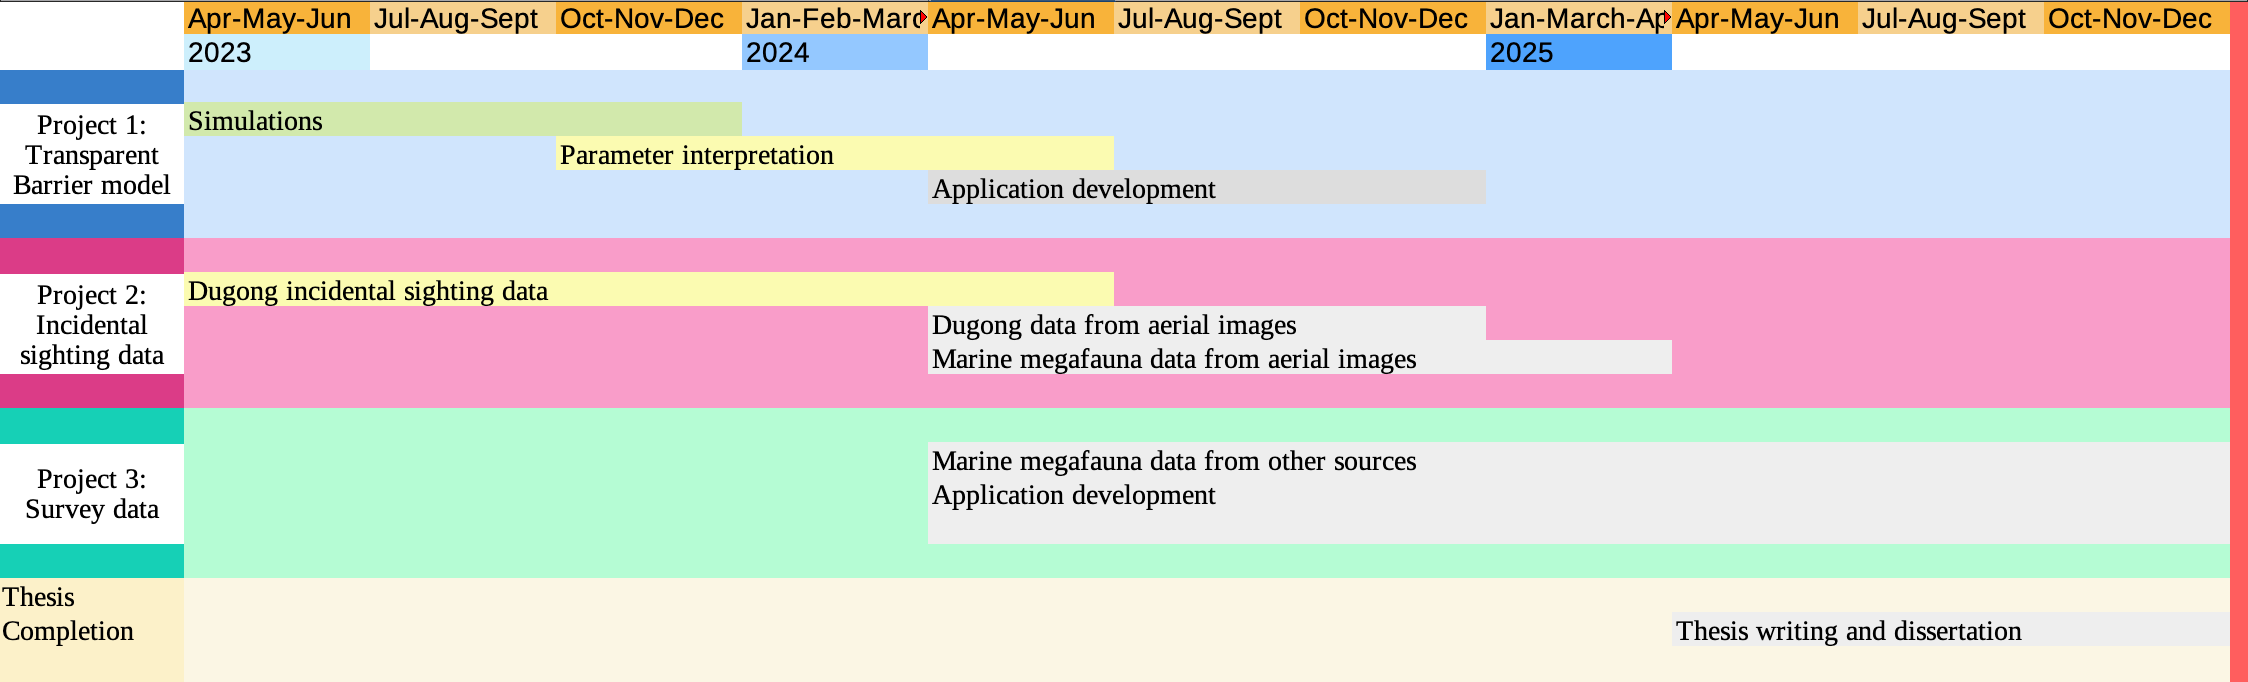 Apr-May-Jun Jul-Aug-Sept Oct-Nov-Dec Jan-Feb-Marc Apr-May-Jun Jul-Aug-Sept Oct-Nov-Dec Jan-March-Ap Apr-May-Jun Jul-Aug-Sept Oct-Nov-Dec
2023 2024 2025
Project 1:
Transparent
Barrier model
Simulations
Parameter interpretation
Application development
Project 2:
Incidental
sighting data
Dugong incidental sighting data
Dugong data from aerial images
Marine megafauna data from aerial images
Project 3:
Survey data
Marine megafauna data from other sources
Application development
Thesis
Completion
Thesis writing and dissertation